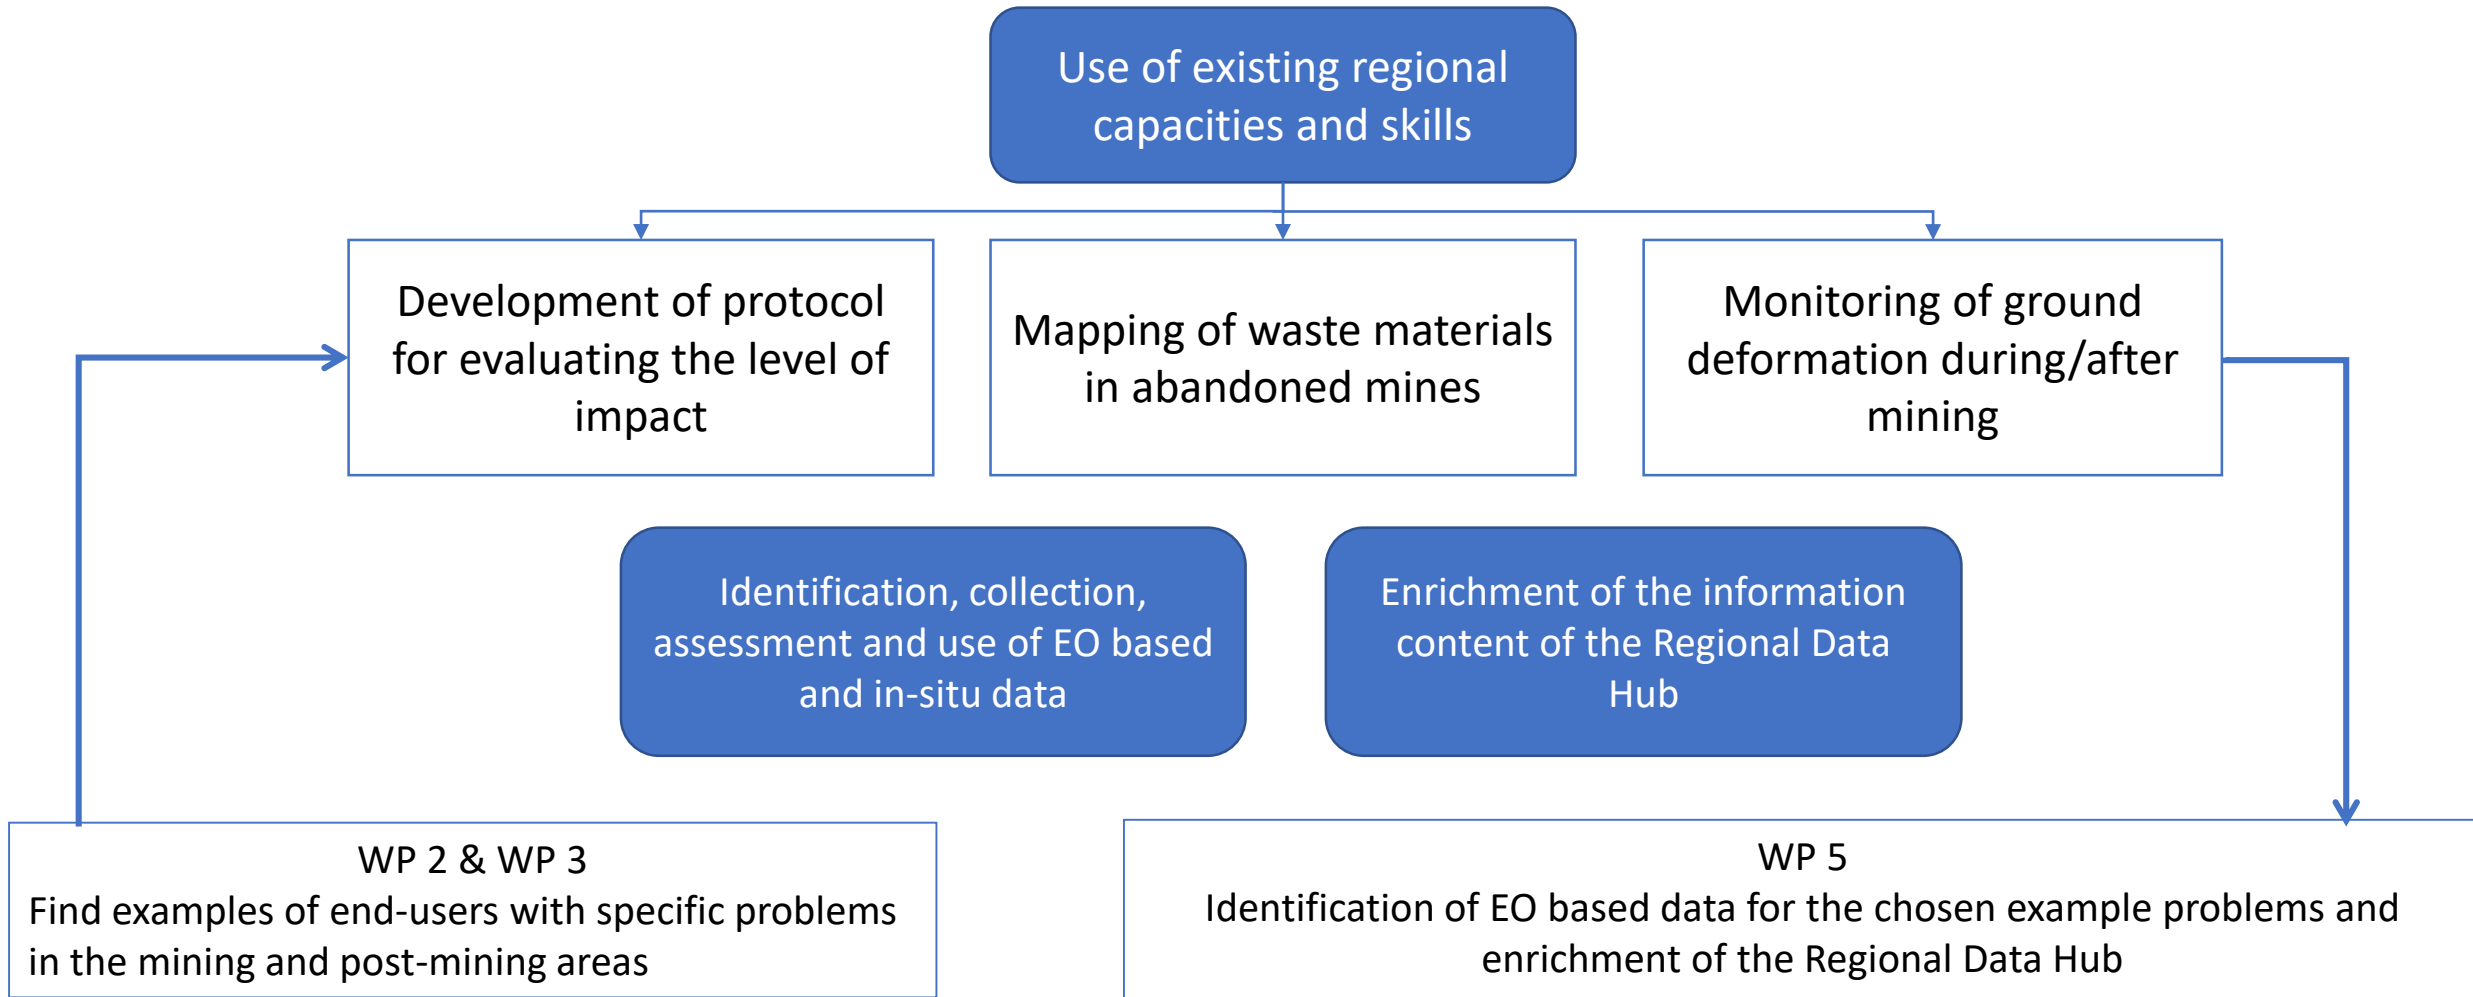 Use of existing regional
capacities and skills
Development of protocol
for evaluating the level of
impact
Mapping of waste materials
in abandoned mines
Monitoring of ground
deformation during/after
mining
Identification, collection,
assessment and use of EO based
and in-situ data
Enrichment of the information
content of the Regional Data
Hub
WP 2 & WP 3
Find examples of end-users with specific problems
in the mining and post-mining areas
WP 5
Identification of EO based data for the chosen example problems and
enrichment of the Regional Data Hub